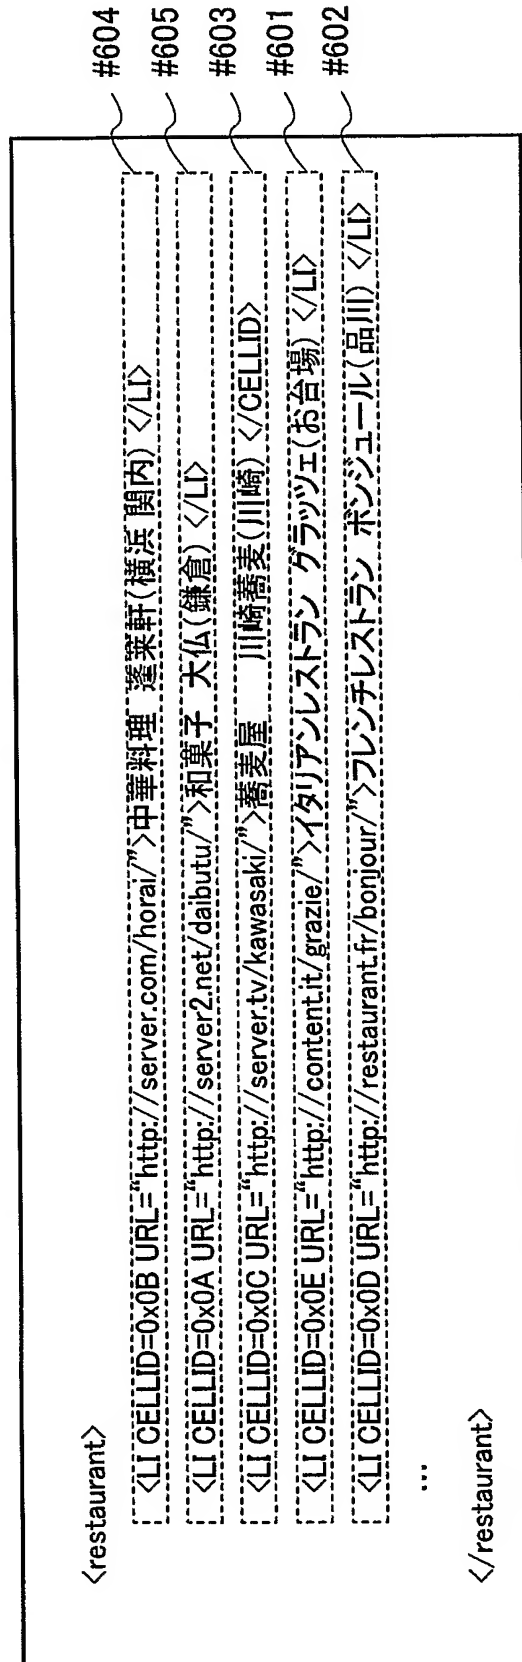 <restaurant>
<LI CELLID=0x0B URL="http://server.com/horai/">中華料理 蓬莱軒(横浜 関内) </LI> #604
<LI CELLID=0x0A URL="http://server2.net/daibutu/">和菓子 大仏(鎌倉) </LI> #605
<LI CELLID=0x0C URL="http://server.tv/kawasaki/">蕎麦屋 川崎蕎麦(川崎) </CELLID> #603
<LI CELLID=0x0E URL="http://content.it/grazie/">イタリアンレストラン グラッツェ(お台場) </LI> #601
<LI CELLID=0x0D URL="http://restaurant.fr/bonjour/">フレンチレストラン ボンジュール(品川) </LI> #602
...
</restaurant>